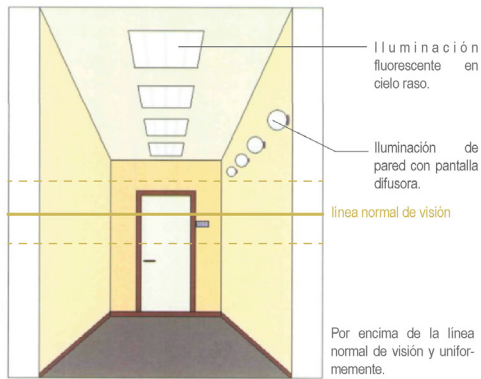 Iluminación
fluorescente en
cielo raso.
Iluminación de
pared con pantalla
difusora.
línea normal de visión
Por encima de la línea
normal de visión y unifor-
memente.